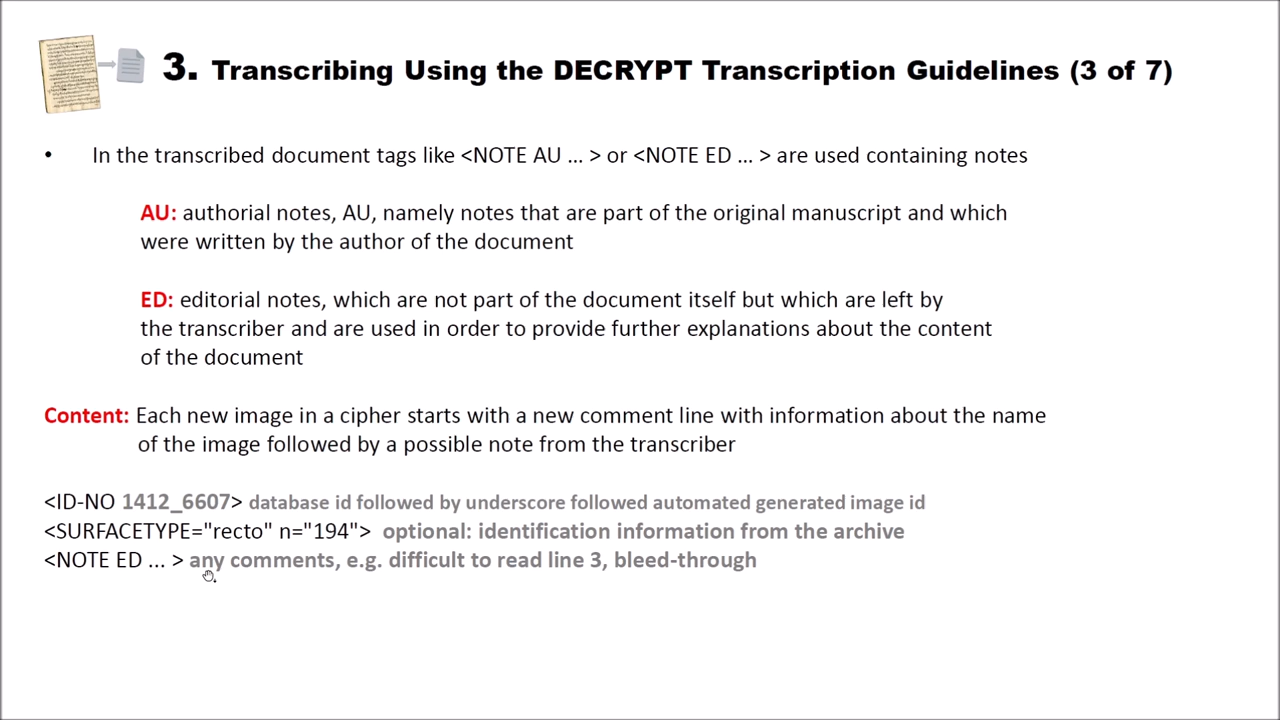 3. Transcribing Using the DECRYPT Transcription Guidelines (3 of 7)
• In the transcribed document tags like <NOTE AU ... > or <NOTE ED ... > are used containing notes
AU: authorial notes, AU, namely notes that are part of the original manuscript and which
were written by the author of the document
ED: editorial notes, which are not part of the document itself but which are left by
the transcriber and are used in order to provide further explanations about the content
of the document
Content: Each new image in a cipher starts with a new comment line with information about the name
of the image followed by a possible note from the transcriber
<ID-NO 1412_6607> database id followed by underscore followed automated generated image id
<SURFACETYPE="recto" n="194"> optional: identification information from the archive
<NOTE ED ... > any comments, e.g. difficult to read line 3, bleed-through